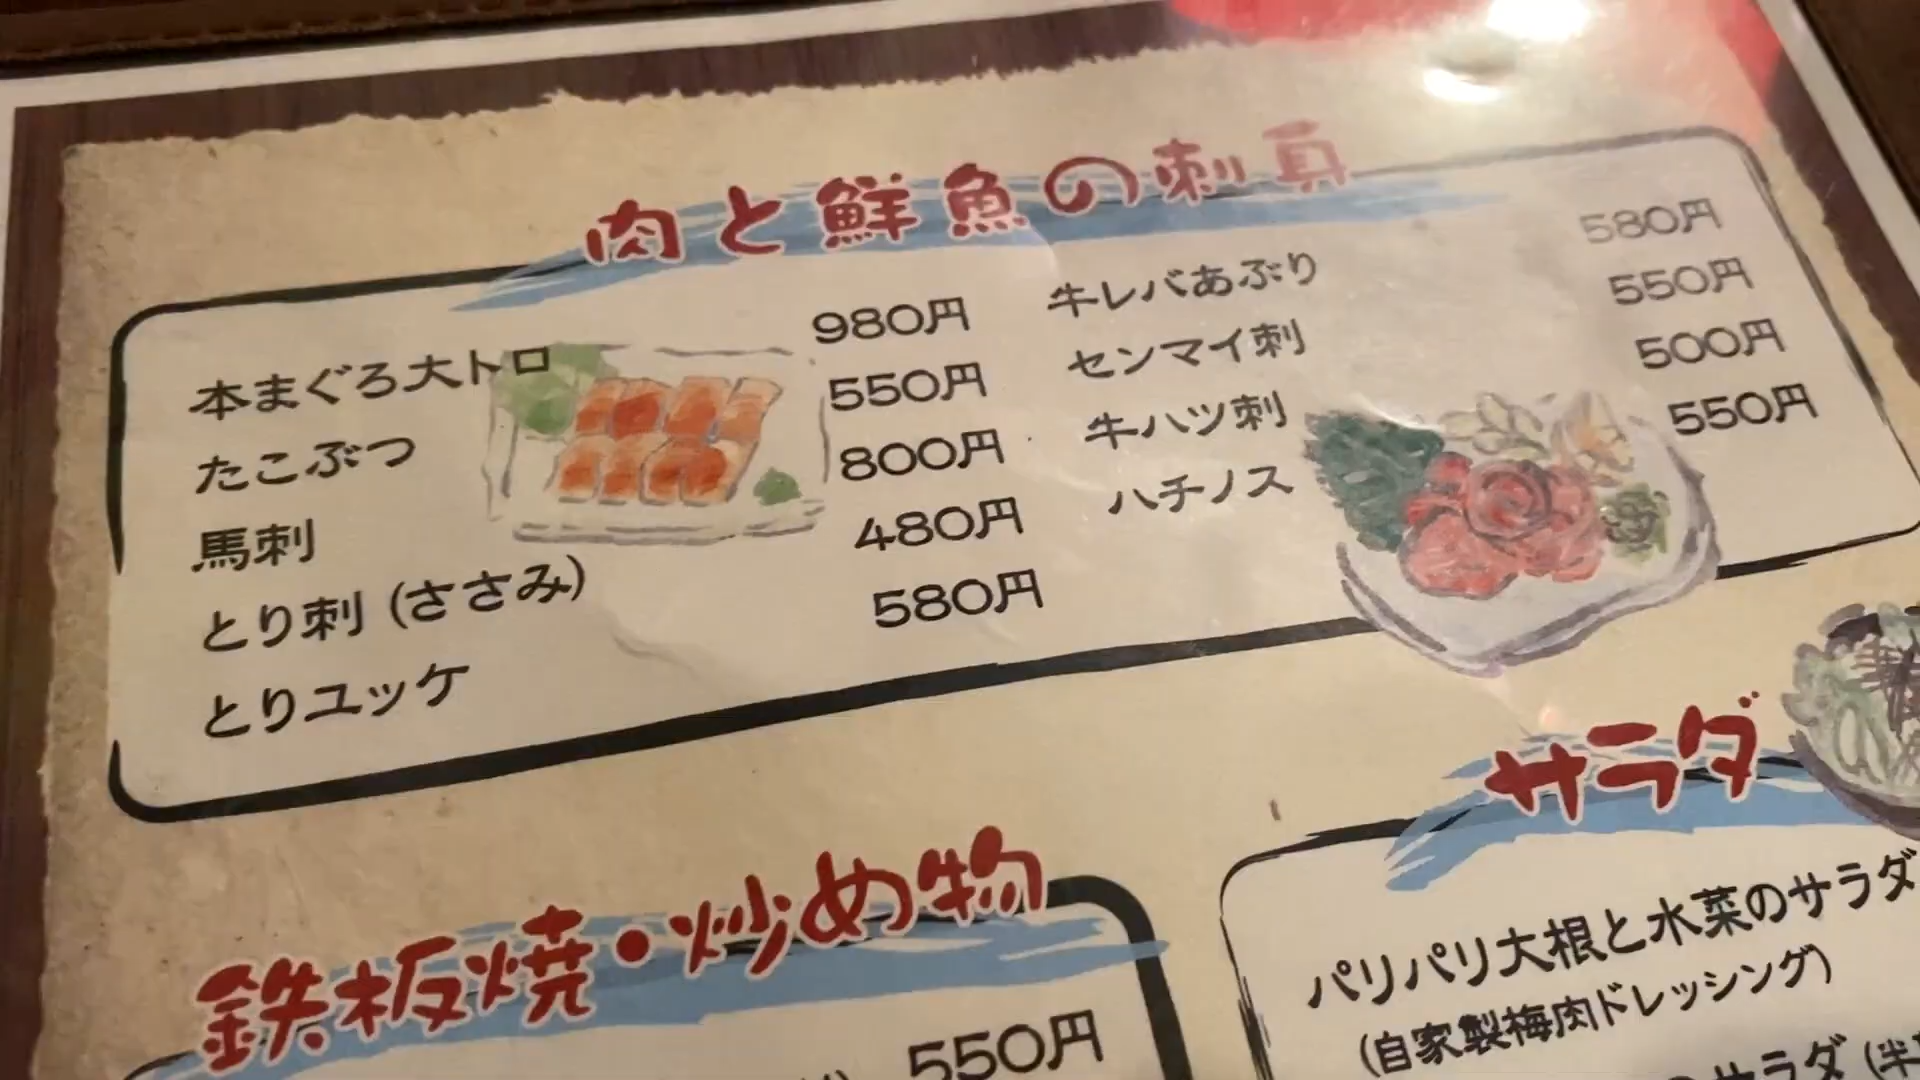 肉と鮮魚の刺身
本まぐろ大トロ 980円
たこぶつ 550円
馬刺 800円
とり刺(ささみ) 480円
とりユッケ 580円
牛レバあぶり 580円
センマイ刺 550円
牛ハツ刺 500円
ハチノス 550円
鉄板焼・炒め物
550円
サラダ
パリパリ大根と水菜のサラダ
(自家製梅肉ドレッシング)
サラダ